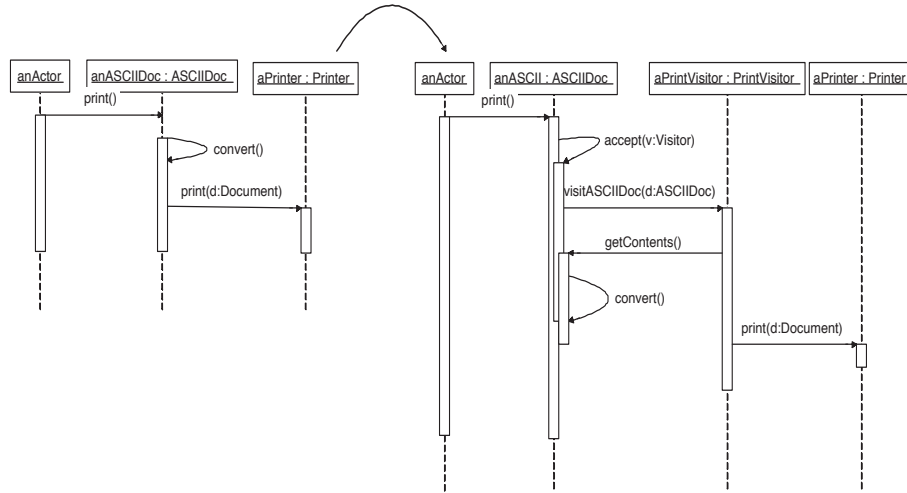 anActor
anASCIIDoc : ASCIIDoc
aPrinter : Printer
print()
convert()
print(d:Document)
anActor
anASCII : ASCIIDoc
aPrintVisitor : PrintVisitor
aPrinter : Printer
print()
accept(v:Visitor)
visitASCIIDoc(d:ASCIIDoc)
getContents()
convert()
print(d:Document)